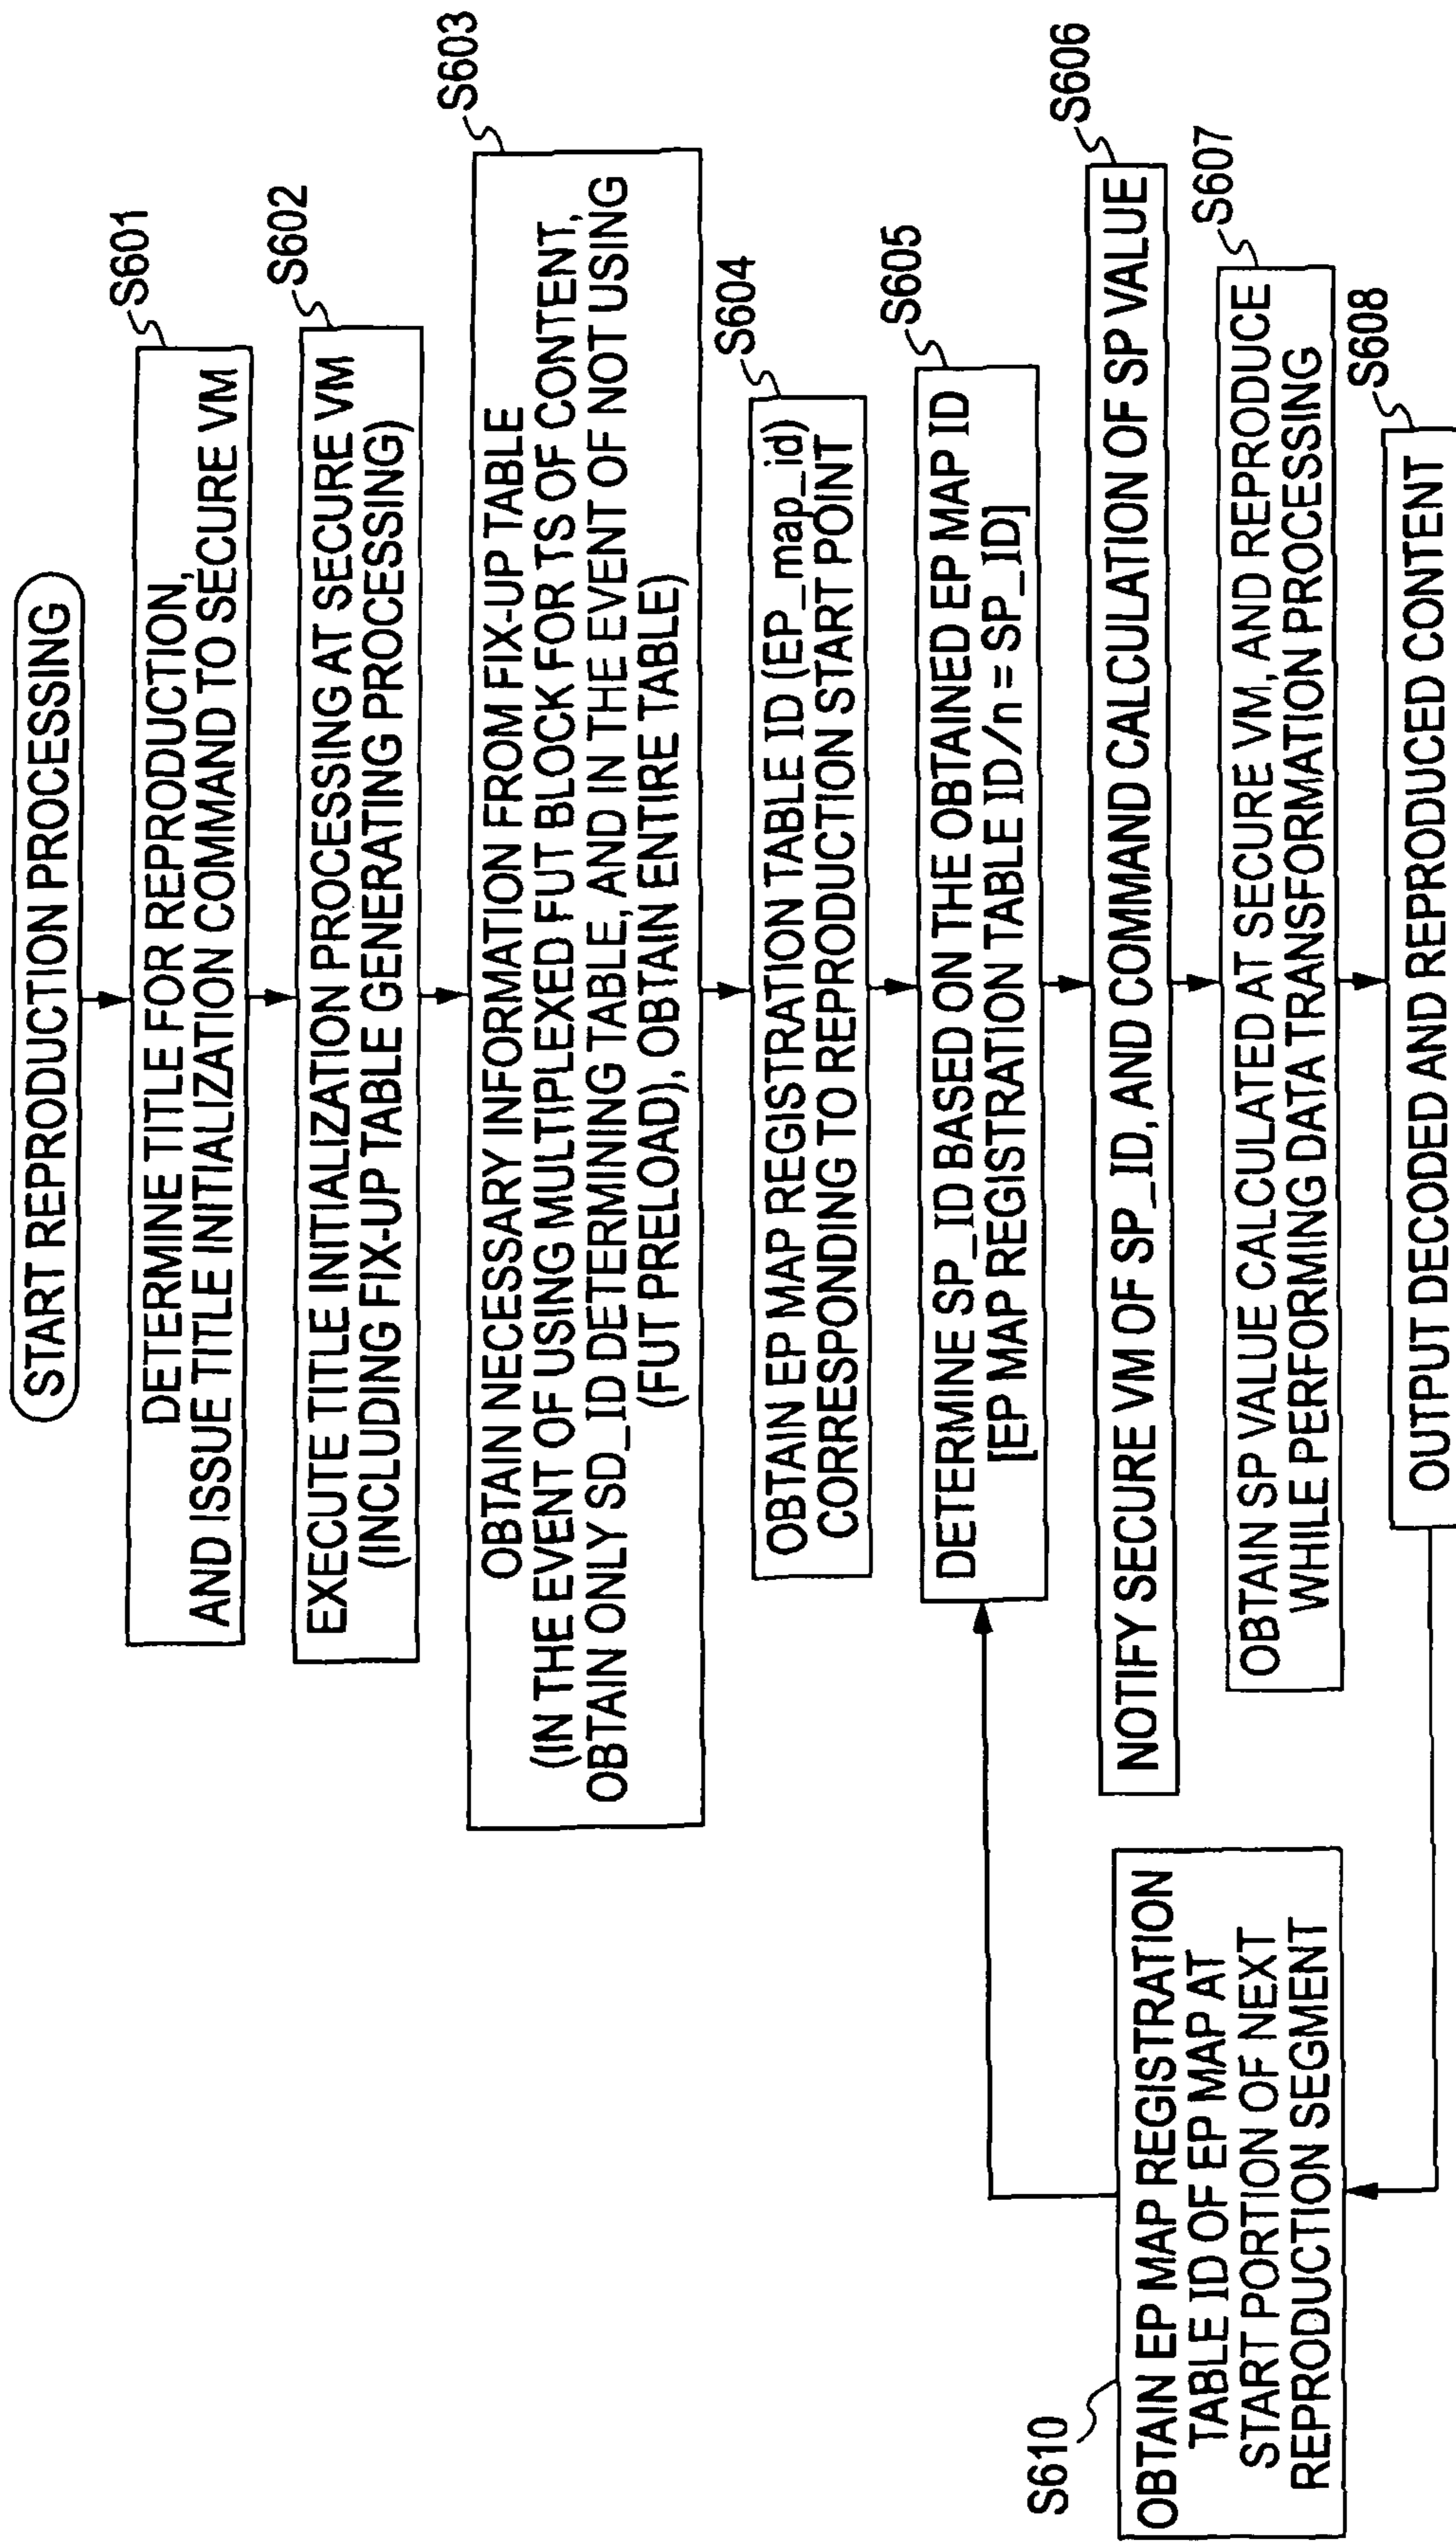 START REPRODUCTION PROCESSING
S601
DETERMINE TITLE FOR REPRODUCTION,
AND ISSUE TITLE INITIALIZATION COMMAND TO SECURE VM
S602
EXECUTE TITLE INITIALIZATION PROCESSING AT SECURE VM
(INCLUDING FIX-UP TABLE GENERATING PROCESSING)
S603
OBTAIN NECESSARY INFORMATION FROM FIX-UP TABLE
(IN THE EVENT OF USING MULTIPLEXED FUT BLOCK FOR TS OF CONTENT,
OBTAIN ONLY SD_ID DETERMINING TABLE, AND IN THE EVENT OF NOT USING
(FUT PRELOAD), OBTAIN ENTIRE TABLE)
S604
OBTAIN EP MAP REGISTRATION TABLE ID (EP_map_id)
CORRESPONDING TO REPRODUCTION START POINT
S605
DETERMINE SP_ID BASED ON THE OBTAINED EP MAP ID
[EP MAP REGISTRATION TABLE ID/n = SP_ID]
S606
NOTIFY SECURE VM OF SP_ID, AND COMMAND CALCULATION OF SP VALUE
S607
OBTAIN SP VALUE CALCULATED AT SECURE VM, AND REPRODUCE
WHILE PERFORMING DATA TRANSFORMATION PROCESSING
S608
OUTPUT DECODED AND REPRODUCED CONTENT
S610
OBTAIN EP MAP REGISTRATION
TABLE ID OF EP MAP AT
START PORTION OF NEXT
REPRODUCTION SEGMENT